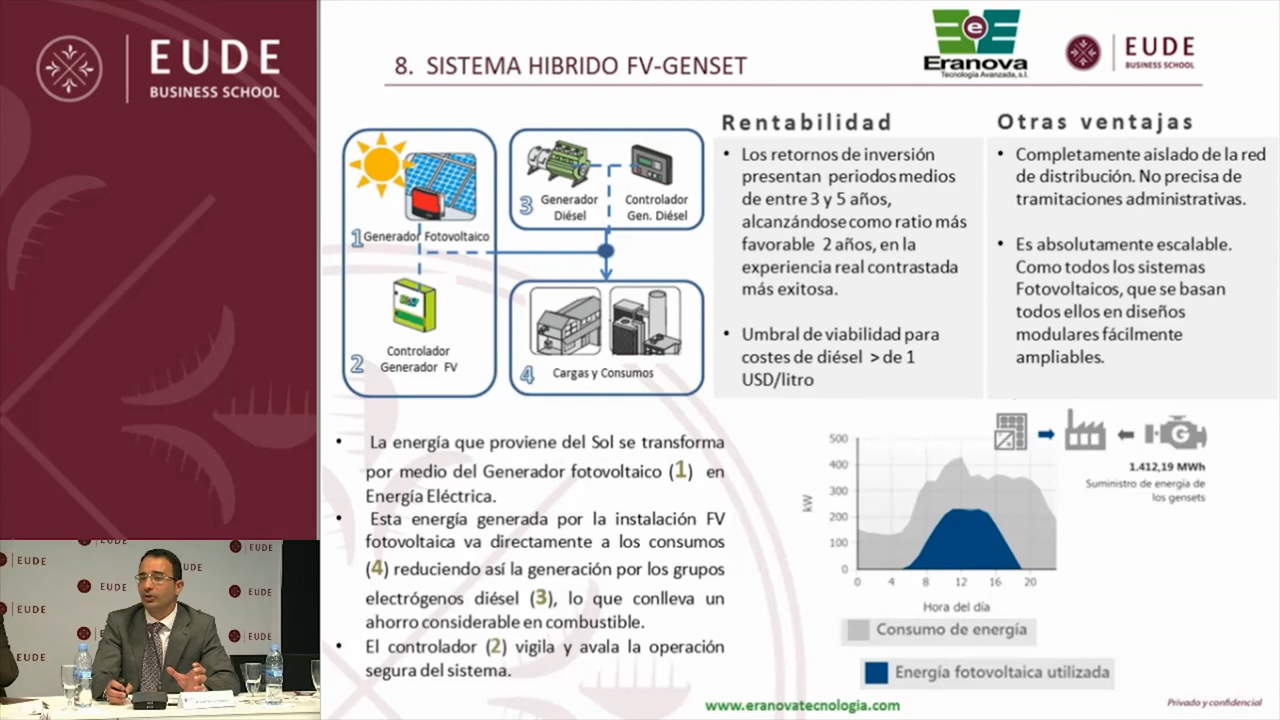 EUDE
BUSINESS SCHOOL
8. SISTEMA HIBRIDO FV-GENSET
Eranova
Tecnología Avanzada, s.l.
EUDE
BUSINESS SCHOOL
1
Generador Fotovoltaico
2
Controlador
Generador FV
3
Generador
Diésel
Controlador
Gen. Diésel
4
Cargas y Consumos
Rentabilidad
• Los retornos de inversión
presentan periodos medios
de entre 3 y 5 años,
alcanzándose como ratio más
favorable 2 años, en la
experiencia real contrastada
más exitosa.
• Umbral de viabilidad para
costes de diésel > de 1
USD/litro
Otras ventajas
• Completamente aislado de la red
de distribución. No precisa de
tramitaciones administrativas.
• Es absolutamente escalable.
Como todos los sistemas
Fotovoltaicos, que se basan
todos ellos en diseños
modulares fácilmente
ampliables.
• La energía que proviene del Sol se transforma
por medio del Generador fotovoltaico (1) en
Energía Eléctrica.
• Esta energía generada por la instalación FV
fotovoltaica va directamente a los consumos
(4) reduciendo así la generación por los grupos
electrógenos diésel (3), lo que conlleva un
ahorro considerable en combustible.
• El controlador (2) vigila y avala la operación
segura del sistema.
G
1.412,19 MWh
Suministro de energía de
los gensets
500
400
300
200
100
0
kW
0 4 8 12 16 20
Hora del día
Consumo de energía
Energía fotovoltaica utilizada
www.eranovatecnologia.com
Privado y confidencial
EUDE
EUDE
EUDE
EUDE
EUDE
EUDE